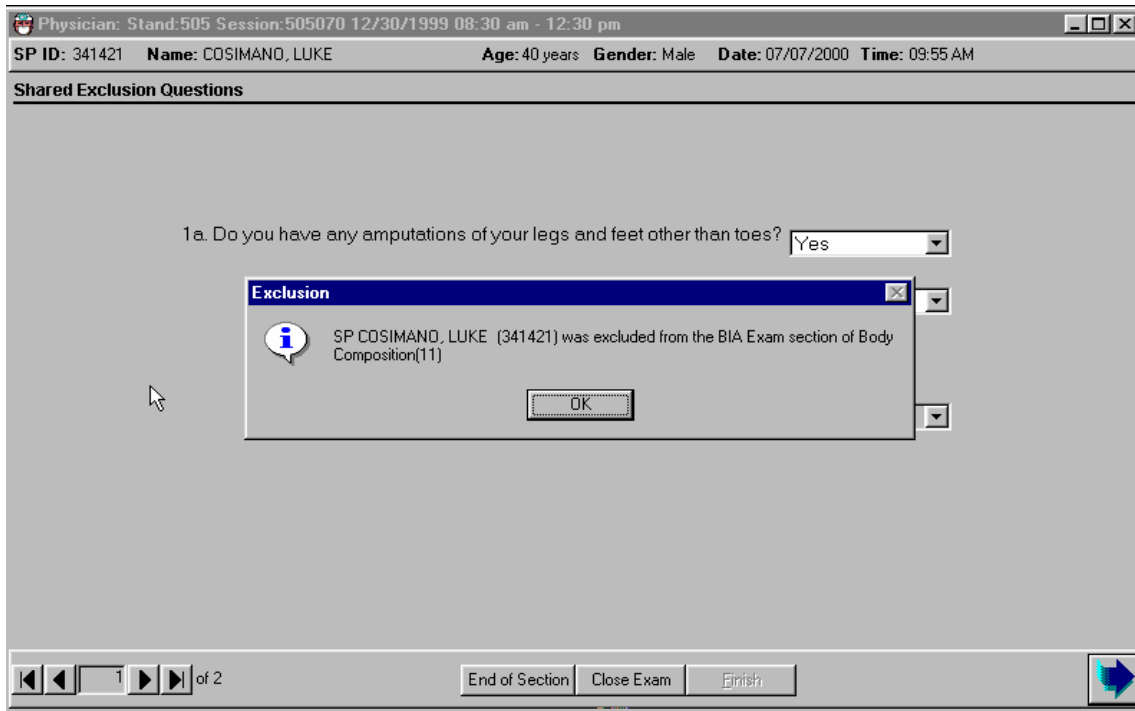 Physician: Stand:505 Session:505070 12/30/1999 08:30 am - 12:30 pm
SP ID: 341421 Name: COSIMANO, LUKE Age: 40 years Gender: Male Date: 07/07/2000 Time: 09:55 AM
Shared Exclusion Questions
1a. Do you have any amputations of your legs and feet other than toes? Yes
Exclusion
SP COSIMANO, LUKE (341421) was excluded from the BIA Exam section of Body
Composition(11)
OK
1 of 2 End of Section Close Exam Finish